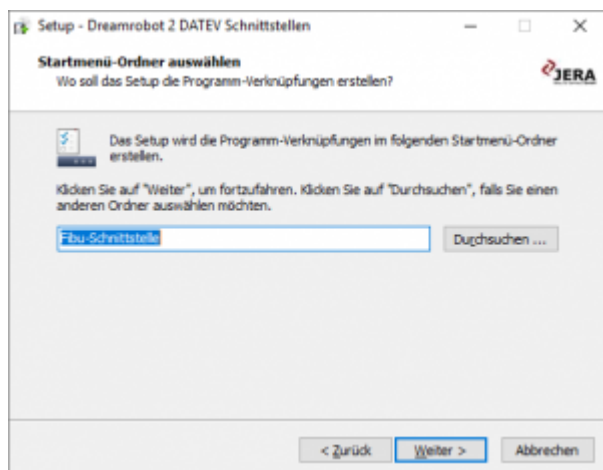 Setup - Dreamrobot 2 DATEV Schnittstellen
Startmenü-Ordner auswählen
Wo soll das Setup die Programm-Verknüpfungen erstellen?
JERA
Das Setup wird die Programm-Verknüpfungen im folgenden Startmenü-Ordner
erstellen.
Klicken Sie auf "Weiter", um fortzufahren. Klicken Sie auf "Durchsuchen", falls Sie einen
anderen Ordner auswählen möchten.
Fibu-Schnittstelle
Durchsuchen ...
< Zurück
Weiter >
Abbrechen